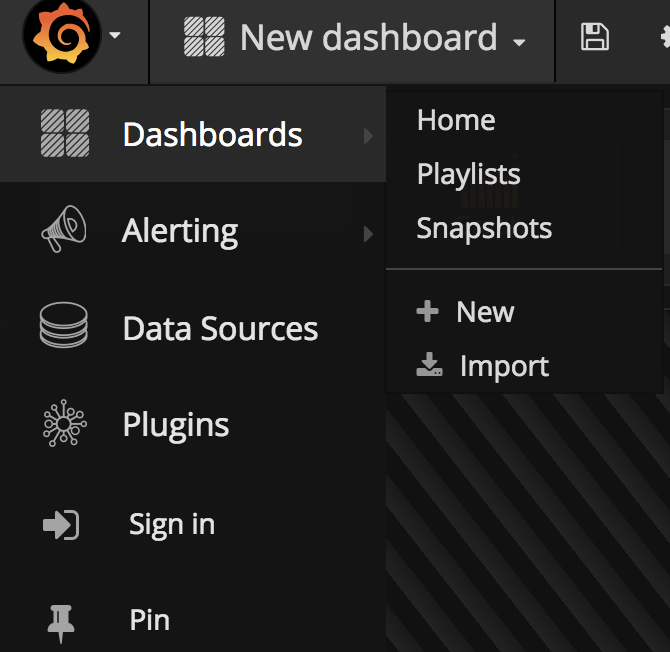 New dashboard
Dashboards
Alerting
Data Sources
Plugins
Sign in
Pin
Home
Playlists
Snapshots
New
Import